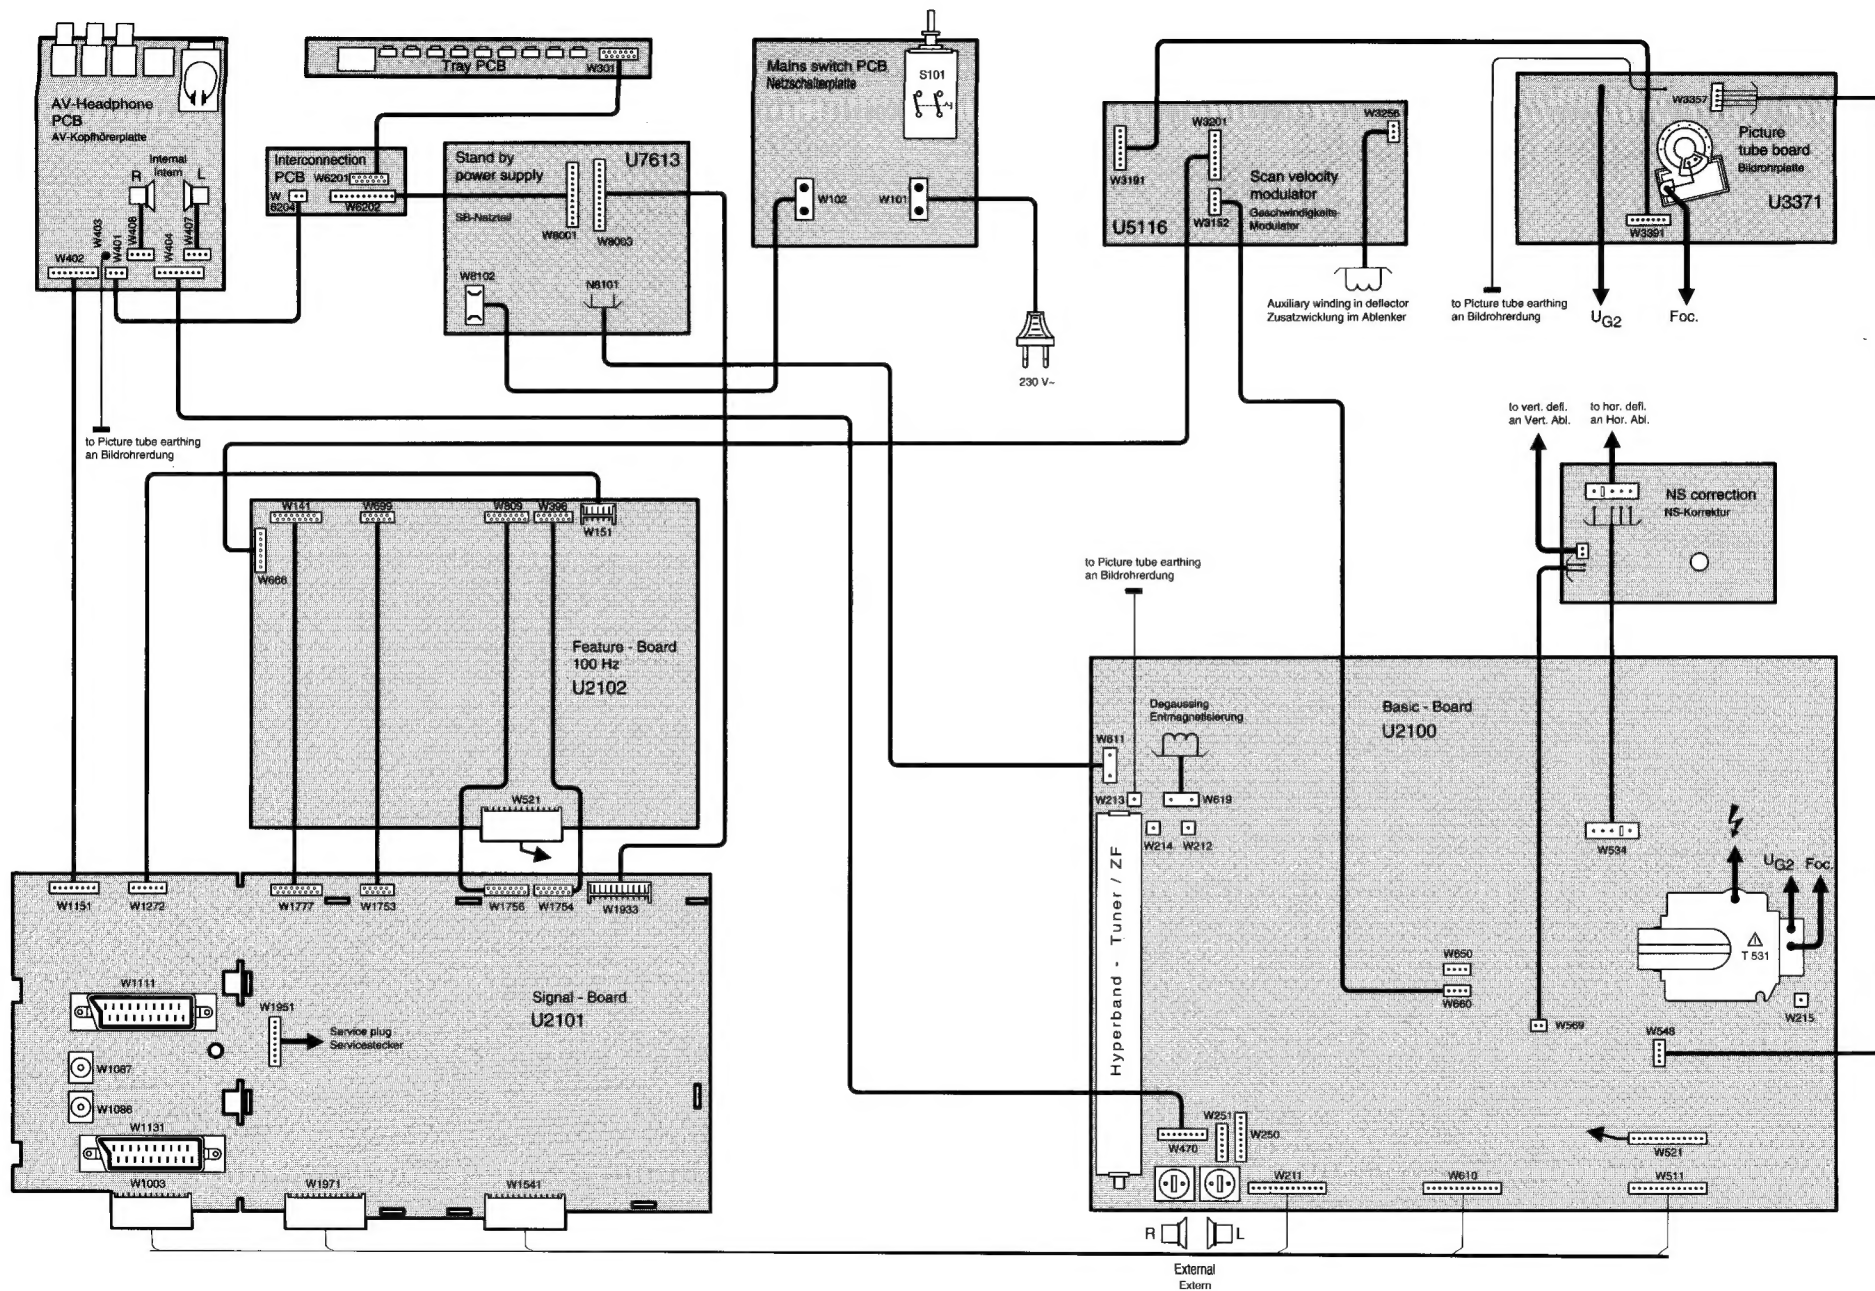 AV-Headphone
PCB
AV-Kopfhörerplatte
Internal
Intern
R
L
W403
W401
W408
W404
W407
W402
to Picture tube earthing
an Bildrohrerdung
Tray PCB
W301
Interconnection
PCB
W6201
W
6204
W6202
Stand by
power supply
U7613
SB-Netzteil
W8001
W8003
W8102
N8101
Mains switch PCB
Netzschalterplatte
S101
W102
W101
230 V~
W3191
W3201
W3256
Scan velocity
modulator
Geschwindigkeits-
Modulator
W3152
U5116
Auxiliary winding in deflector
Zusatzwicklung im Ablenker
W3357
Picture
tube board
Bildrohrplatte
U3371
W3391
to Picture tube earthing
an Bildrohrerdung
UG2
Foc.
to vert. defl.
an Vert. Abl.
to hor. defl.
an Hor. Abl.
NS correction
NS-Korrektur
W141
W699
W809
W396
W151
W666
Feature - Board
100 Hz
U2102
W521
W1151
W1272
W1777
W1753
W1756
W1754
W1933
W1111
W1951
Service plug
Servicestecker
Signal - Board
U2101
W1087
W1086
W1131
W1003
W1971
W1541
to Picture tube earthing
an Bildrohrerdung
Degaussing
Entmagnetisierung
Basic - Board
U2100
W611
W213
W619
W214
W212
Hyperband - Tuner / ZF
W534
UG2
Foc.
T 531
W215
W650
W660
W569
W548
W251
W250
W470
W521
W211
W610
W511
R
L
External
Extern